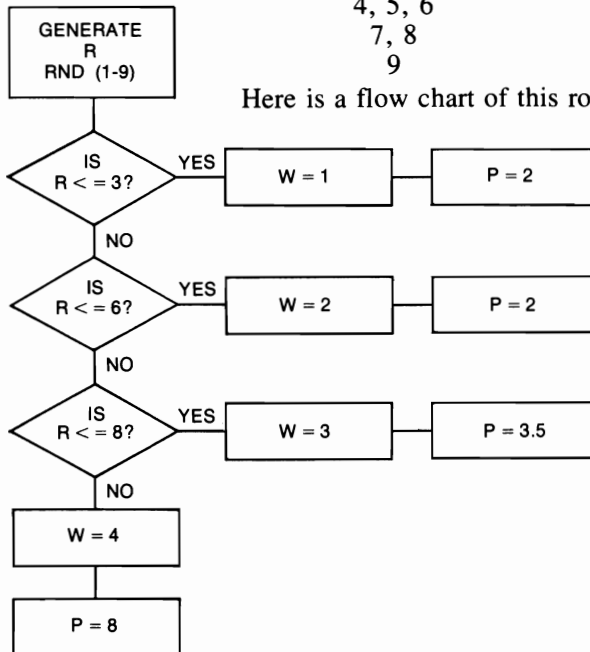 GENERATE
R
RND (1-9)
4, 5, 6
7, 8
9
Here is a flow chart of this
IS
R < = 3?
YES
W = 1
P = 2
NO
IS
R < = 6?
YES
W = 2
P = 2
NO
IS
R < = 8?
YES
W = 3
P = 3.5
NO
W = 4
P = 8